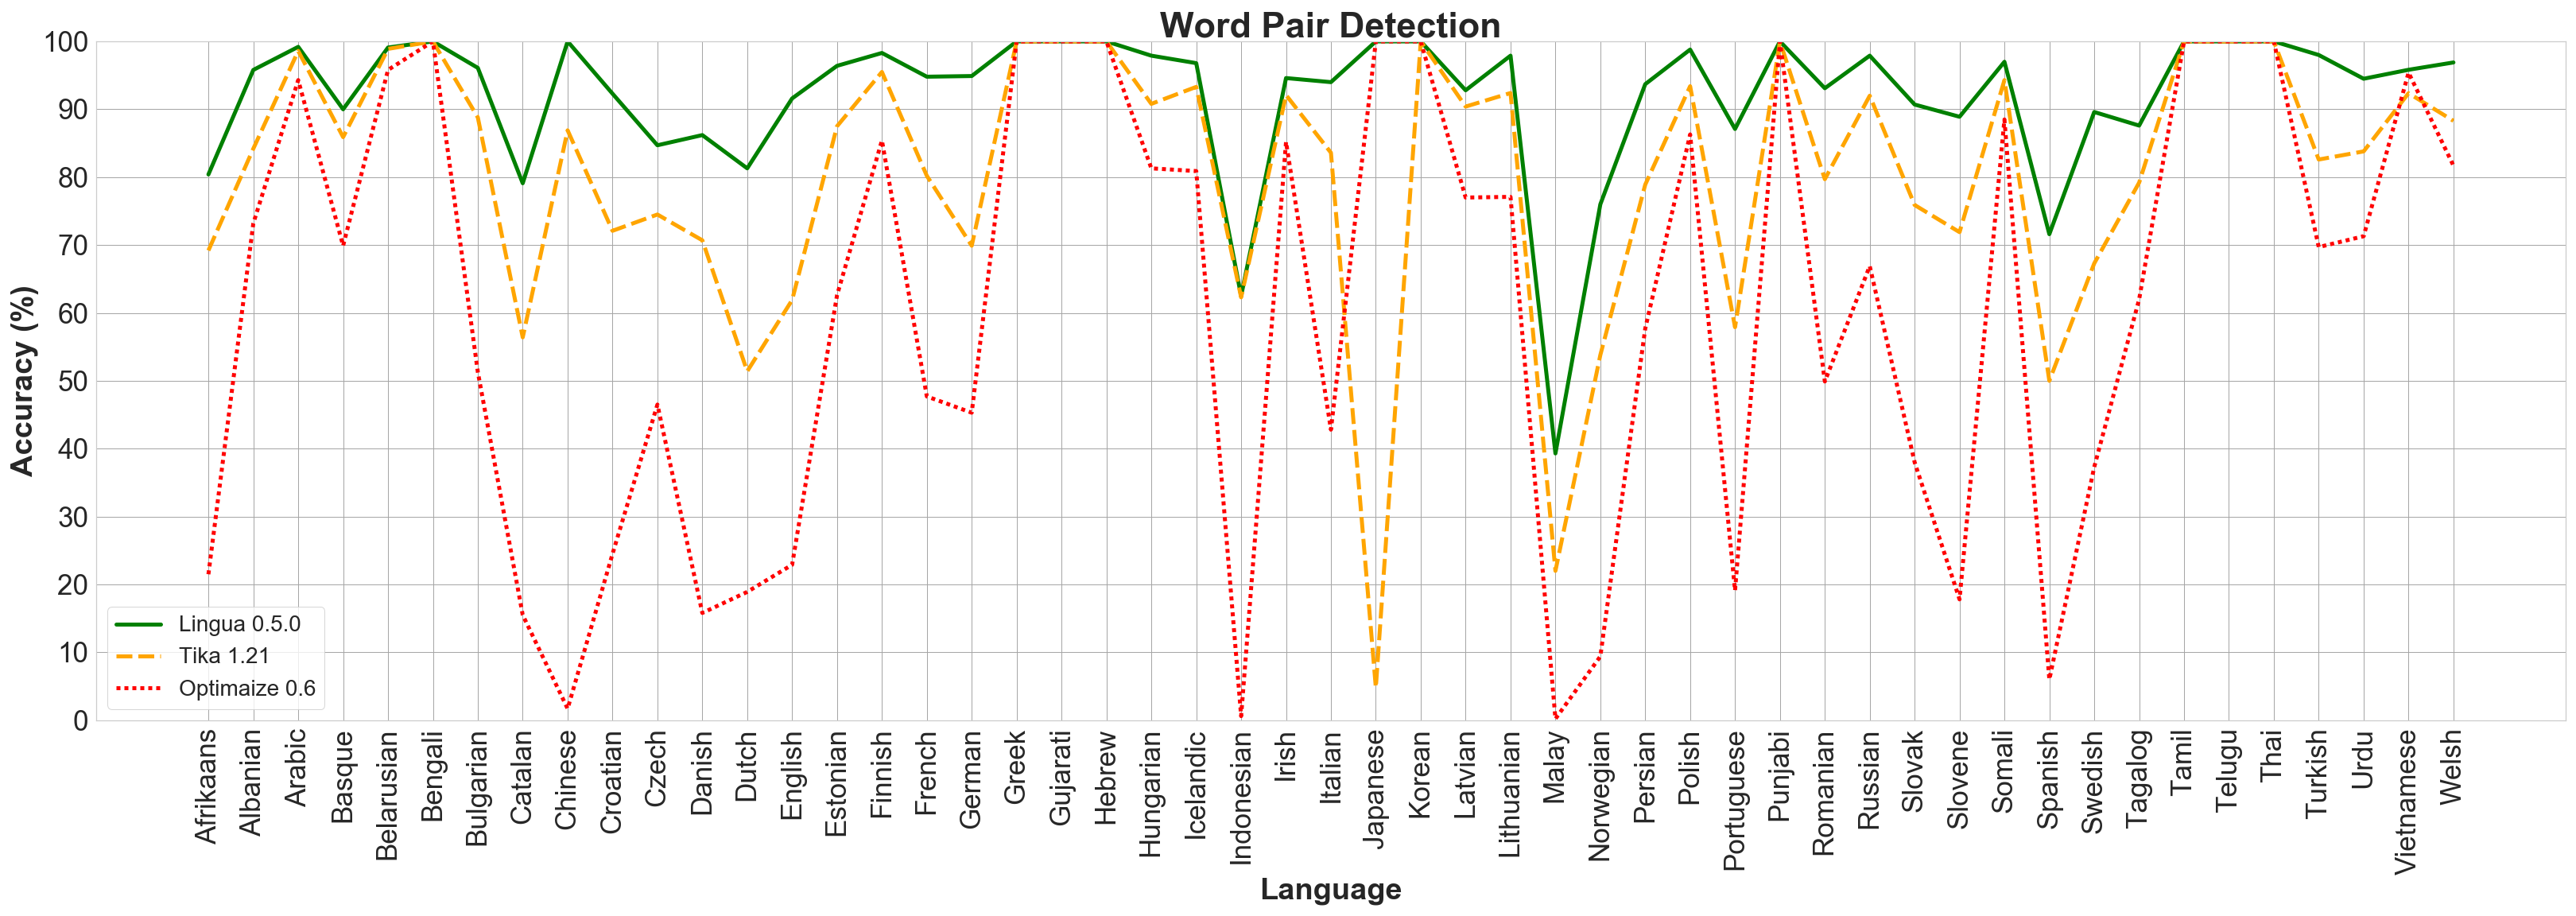 Word Pair Detection
Accuracy (%)
100
90
80
70
60
50
40
30
20
10
0
Lingua 0.5.0
Tika 1.21
Optimaize 0.6
Afrikaans
Albanian
Arabic
Basque
Belarusian
Bengali
Bulgarian
Catalan
Chinese
Croatian
Czech
Danish
Dutch
English
Estonian
Finnish
French
German
Greek
Gujarati
Hebrew
Hungarian
Icelandic
Indonesian
Irish
Italian
Japanese
Korean
Latvian
Lithuanian
Malay
Norwegian
Persian
Polish
Portuguese
Punjabi
Romanian
Russian
Slovak
Slovene
Somali
Spanish
Swedish
Tagalog
Tamil
Telugu
Thai
Turkish
Urdu
Vietnamese
Welsh
Language